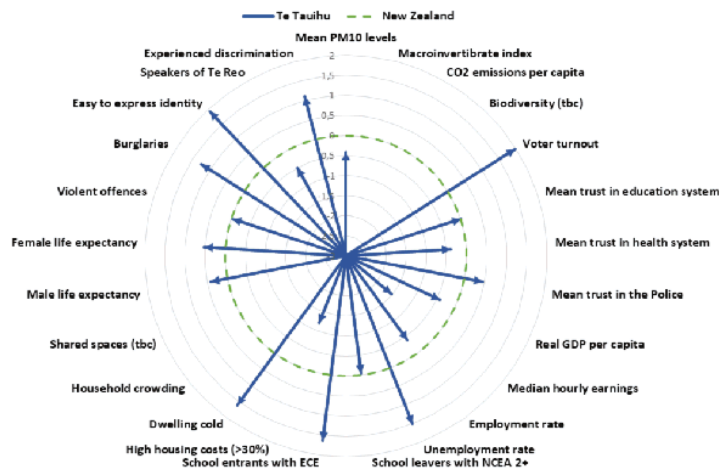 Te Tauihu
New Zealand
Mean PM10 levels
Experienced discrimination
Macroinvertibrate index
Speakers of Te Reo
CO2 emissions per capita
Easy to express identity
Biodiversity (tbc)
Burglaries
Voter turnout
Violent offences
Mean trust in education system
Female life expectancy
Mean trust in health system
Male life expectancy
Mean trust in the Police
Shared spaces (tbc)
Real GDP per capita
Household crowding
Median hourly earnings
Dwelling cold
Employment rate
High housing costs (>30%)
Unemployment rate
School entrants with ECE
School leavers with NCEA 2+
2
1,5
1
0,5
0